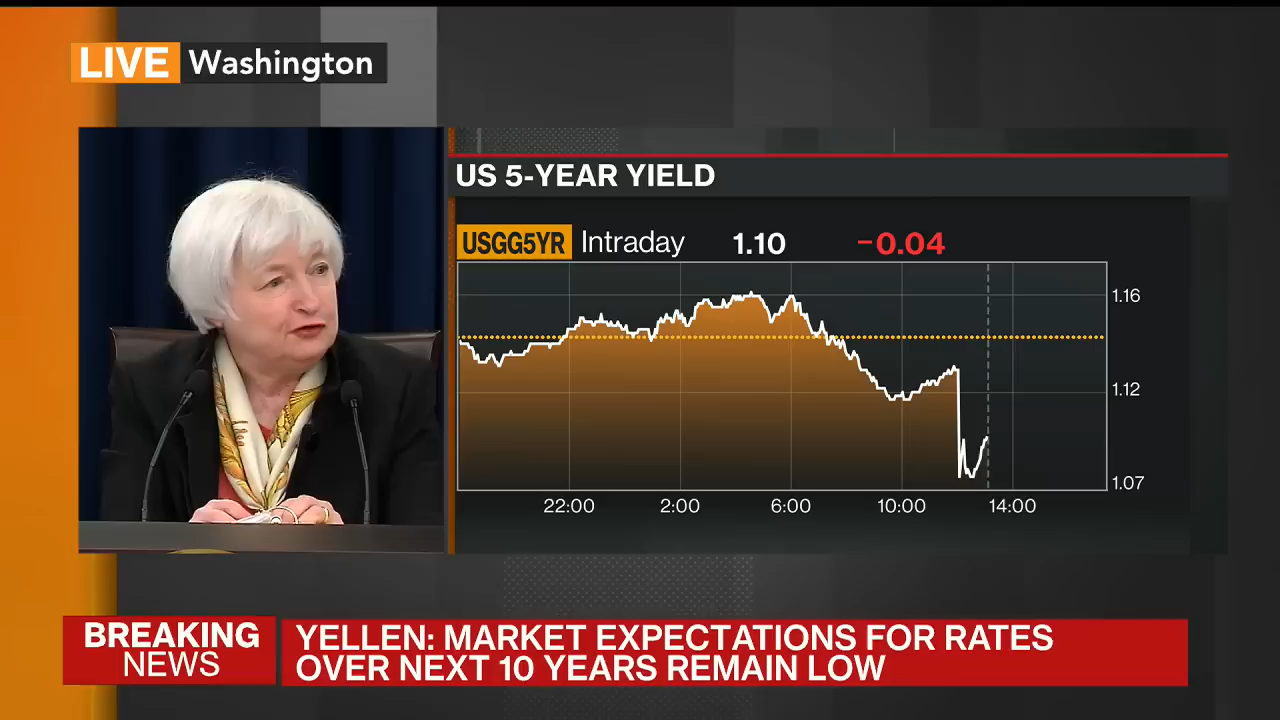 LIVE Washington
US 5-YEAR YIELD
USGG5YR Intraday 1.10 −0.04
1.16
1.12
1.07
22:00 2:00 6:00 10:00 14:00
BREAKING
NEWS
YELLEN: MARKET EXPECTATIONS FOR RATES
OVER NEXT 10 YEARS REMAIN LOW